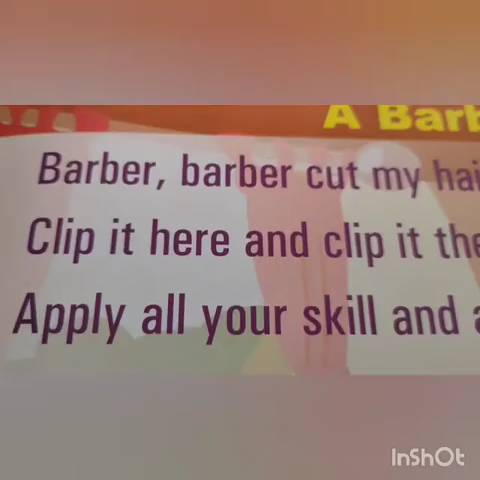 A Barb
Barber, barber cut my hai
Clip it here and clip it the
Apply all your skill and a
InShOt